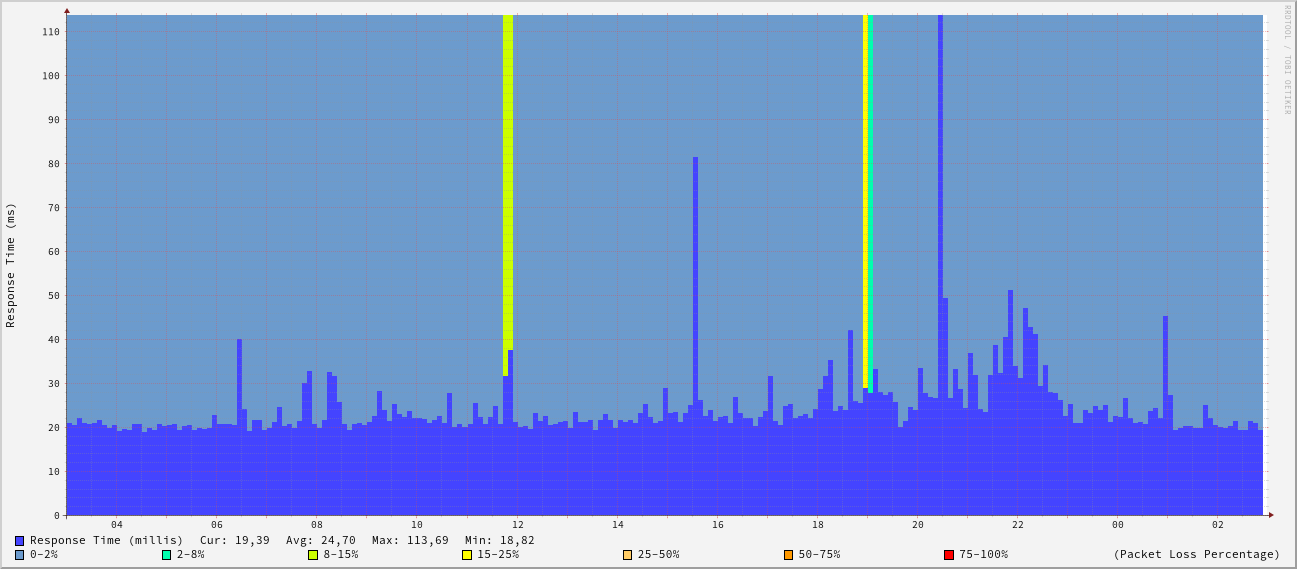 RRDTOOL / TOBI OETIKER
Response Time (ms)
110
100
90
80
70
60
50
40
30
20
10
0
04 06 08 10 12 14 16 18 20 22 00 02
Response Time (millis) Cur: 19,39 Avg: 24,70 Max: 113,69 Min: 18,82
0-2% 2-8% 8-15% 15-25% 25-50% 50-75% 75-100% (Packet Loss Percentage)